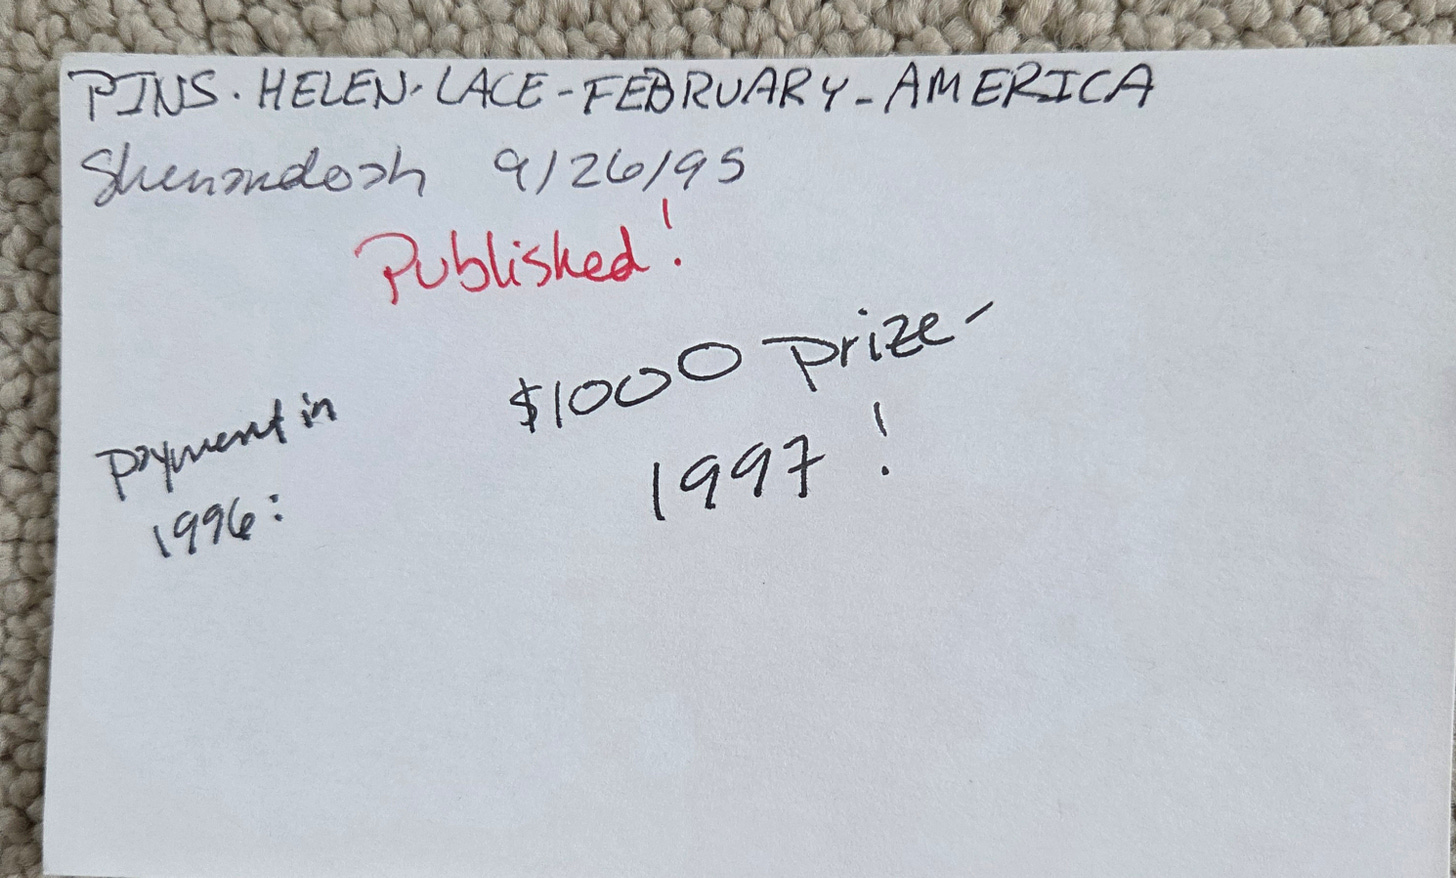 PINS. HELEN. LACE - FEBRUARY - AMERICA
Shenandoah 9/26/95
Published!
$1000 prize -
1997!
payment in
1996: